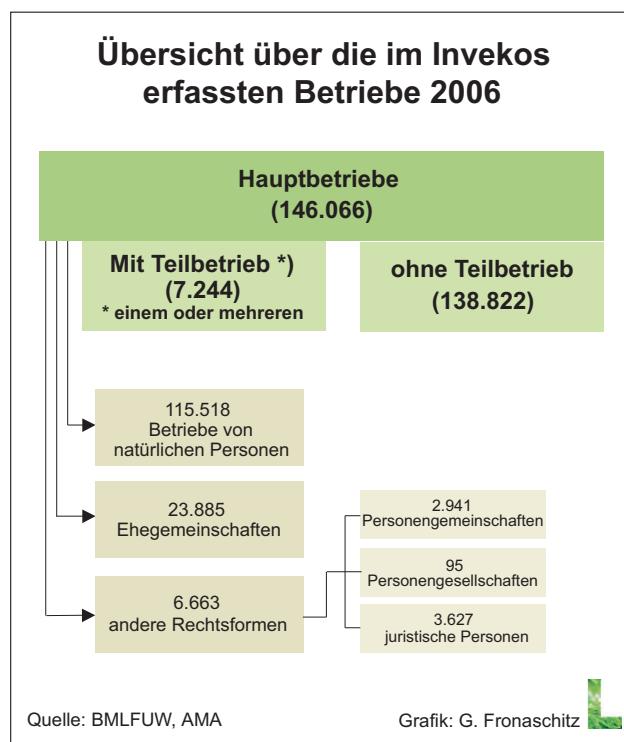 Übersicht über die im Invekos
erfassten Betriebe 2006
Hauptbetriebe
(146.066)
Mit Teilbetrieb *)
(7.244)
* einem oder mehreren
ohne Teilbetrieb
(138.822)
115.518
Betriebe von
natürlichen Personen
23.885
Ehegemeinschaften
6.663
andere Rechtsformen
2.941
Personengemeinschaften
95
Personengesellschaften
3.627
juristische Personen
Quelle: BMLFUW, AMA
Grafik: G. Fronaschitz